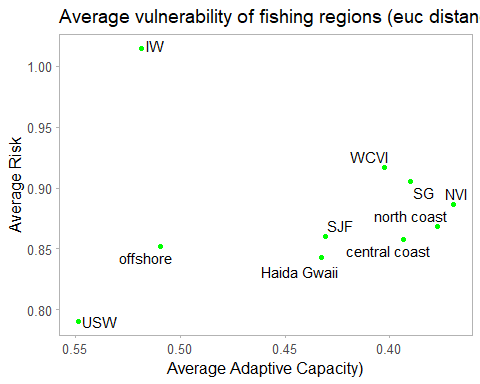 Average vulnerability of fishing regions (euc distan
Average Risk
1.00
0.95
0.90
0.85
0.80
IW
WCVI
SG
NVI
north coast
SJF
central coast
offshore
Haida Gwaii
USW
0.55
0.50
0.45
0.40
Average Adaptive Capacity)